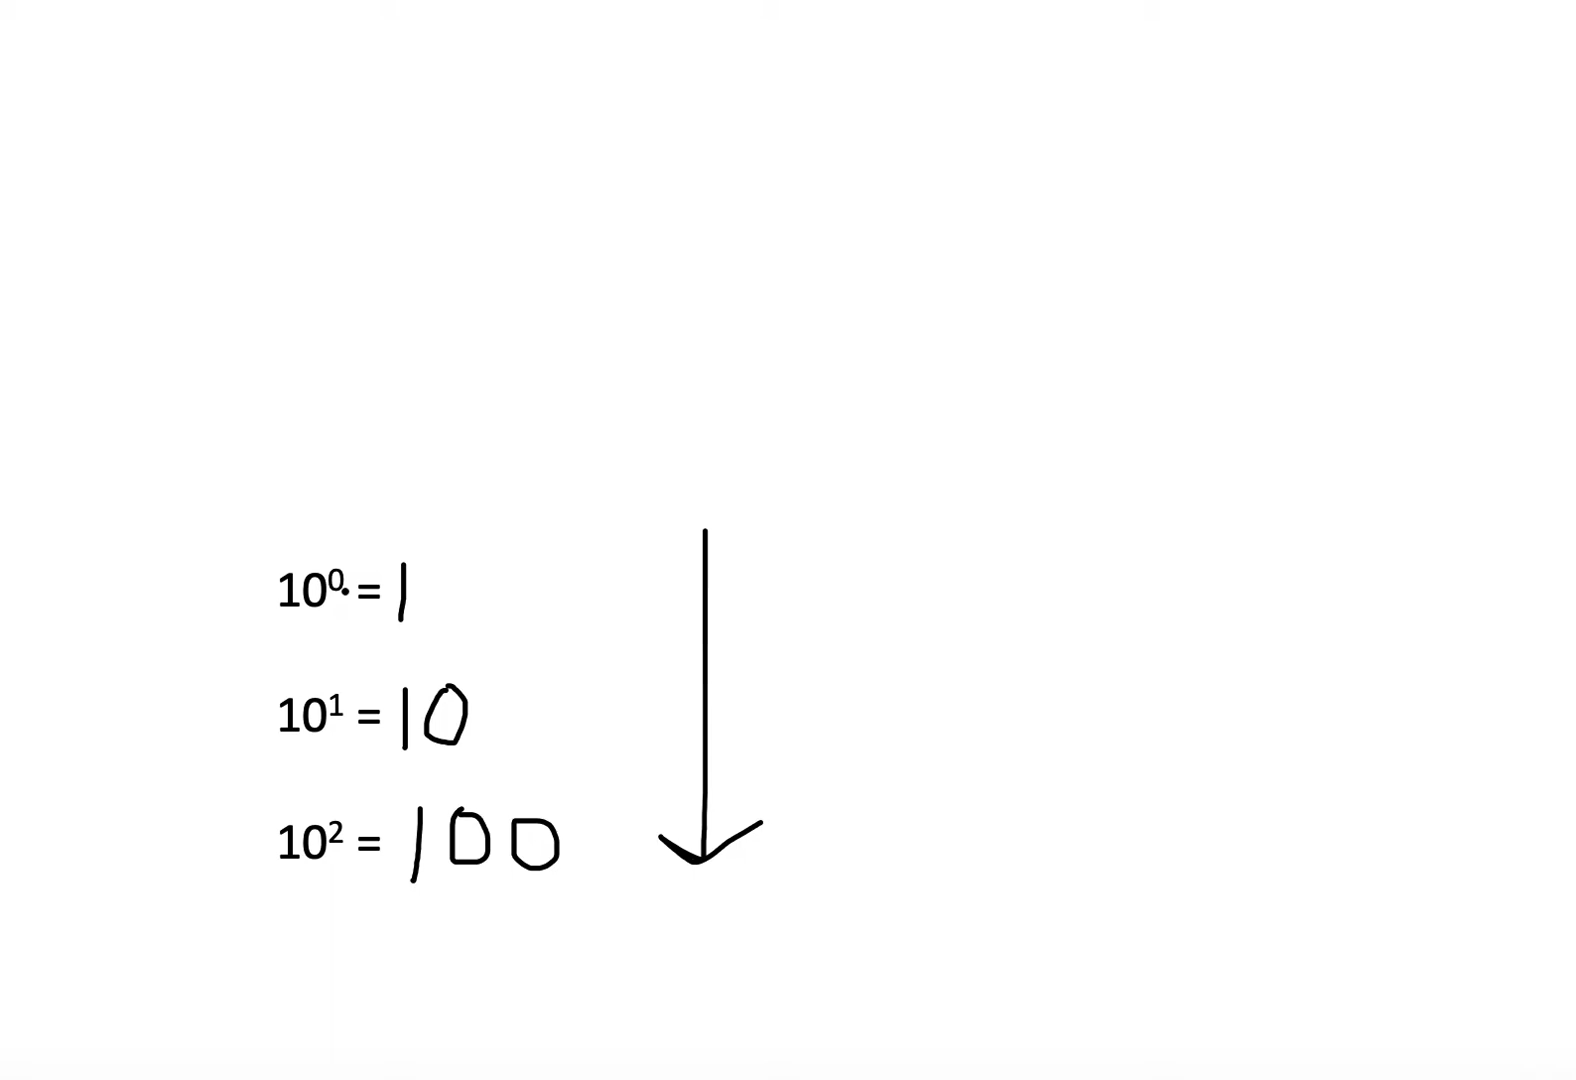 10⁰ = 1
10¹ = 10
10² = 100